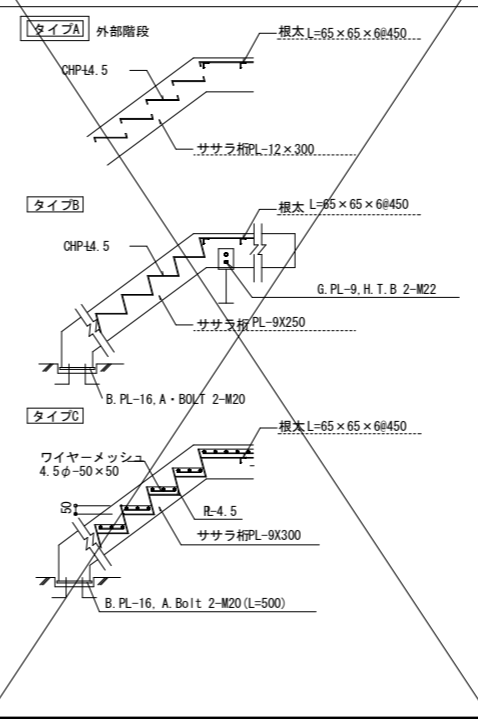 タイプA 外部階段
根太 L=65×65×6@450
CHPL4.5
ササラ桁PL-12×300
タイプB
根太 L=65×65×6@450
CHPL4.5
G.PL-9,H.T.B 2-M22
ササラ桁 PL-9X250
B.PL-16,A・BOLT 2-M20
タイプC
根太 L=65×65×6@450
ワイヤーメッシュ
4.5φ-50×50
50
PL-4.5
ササラ桁PL-9X300
B.PL-16, A.Bolt 2-M20(L=500)